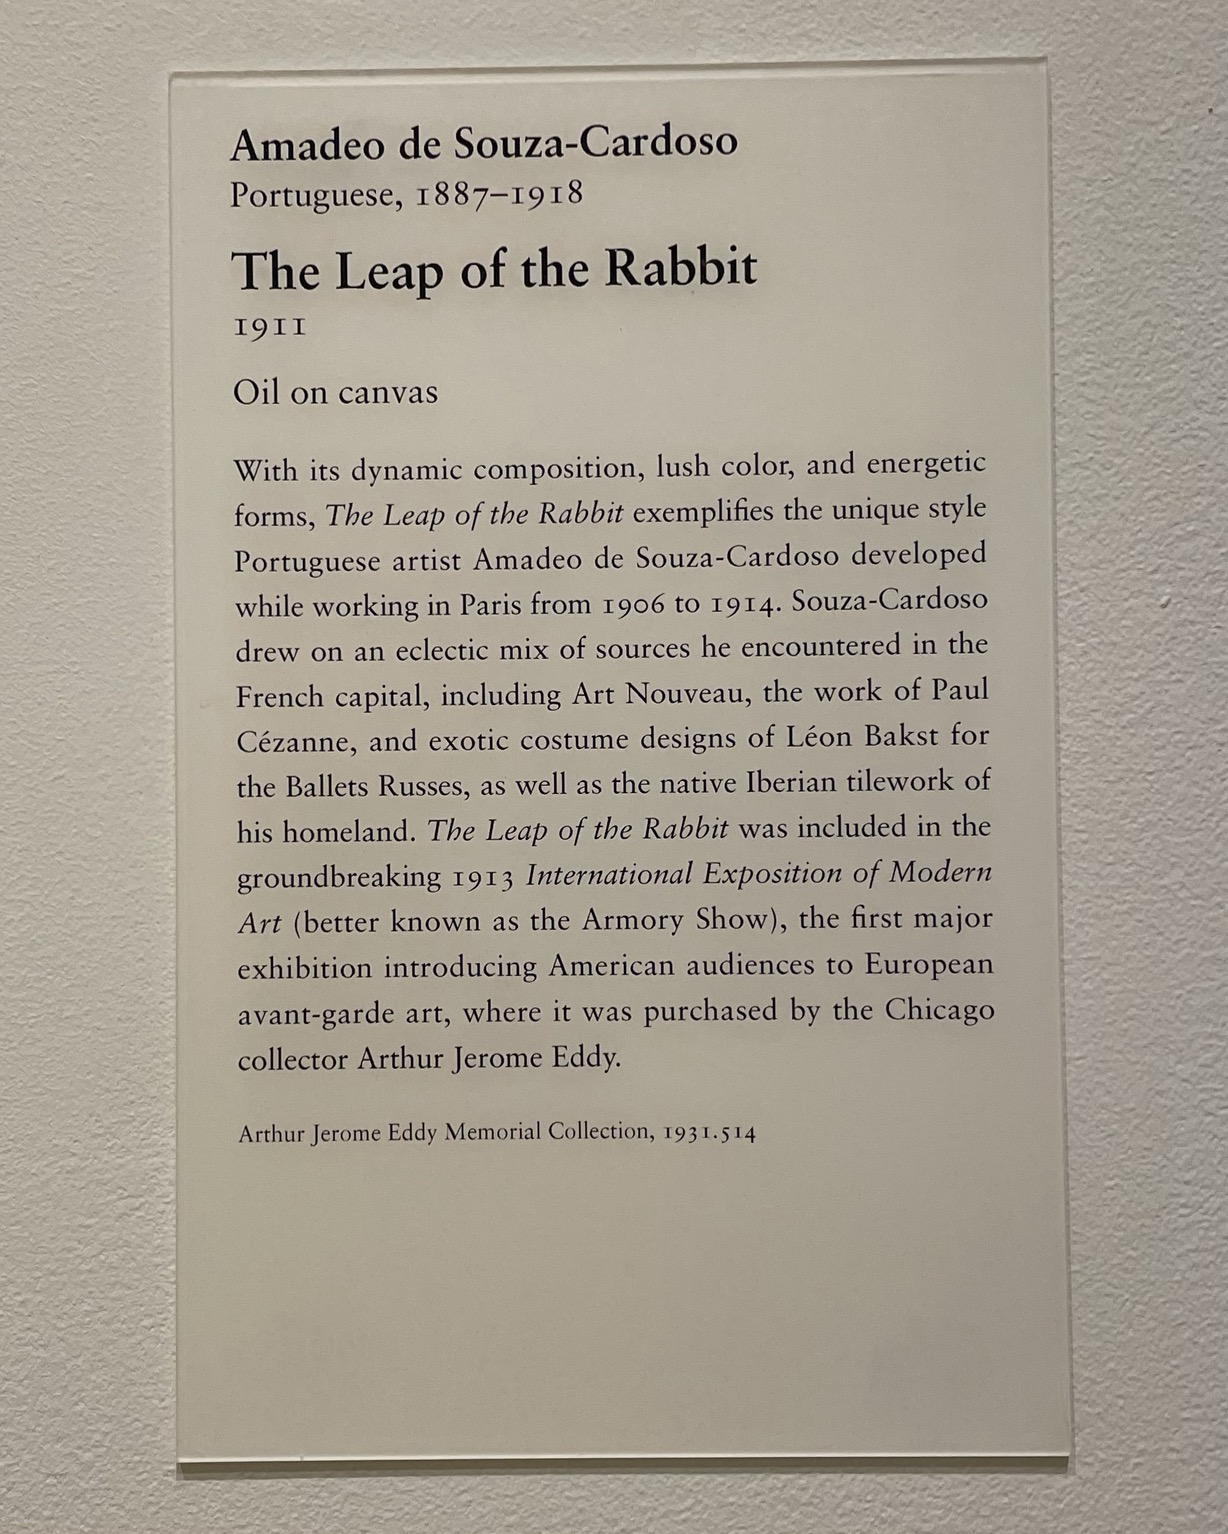 Amadeo de Souza-Cardoso
Portuguese, 1887–1918
The Leap of the Rabbit
1911
Oil on canvas
With its dynamic composition, lush color, and energetic
forms, The Leap of the Rabbit exemplifies the unique style
Portuguese artist Amadeo de Souza-Cardoso developed
while working in Paris from 1906 to 1914. Souza-Cardoso
drew on an eclectic mix of sources he encountered in the
French capital, including Art Nouveau, the work of Paul
Cézanne, and exotic costume designs of Léon Bakst for
the Ballets Russes, as well as the native Iberian tilework of
his homeland. The Leap of the Rabbit was included in the
groundbreaking 1913 International Exposition of Modern
Art (better known as the Armory Show), the first major
exhibition introducing American audiences to European
avant-garde art, where it was purchased by the Chicago
collector Arthur Jerome Eddy.
Arthur Jerome Eddy Memorial Collection, 1931.514